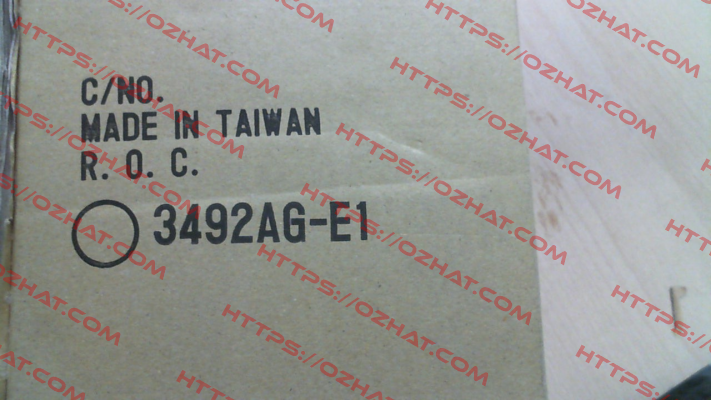 C/NO.
MADE IN TAIWAN
R. O. C.
3492AG-E1
HTTPS://OZHAT.COM